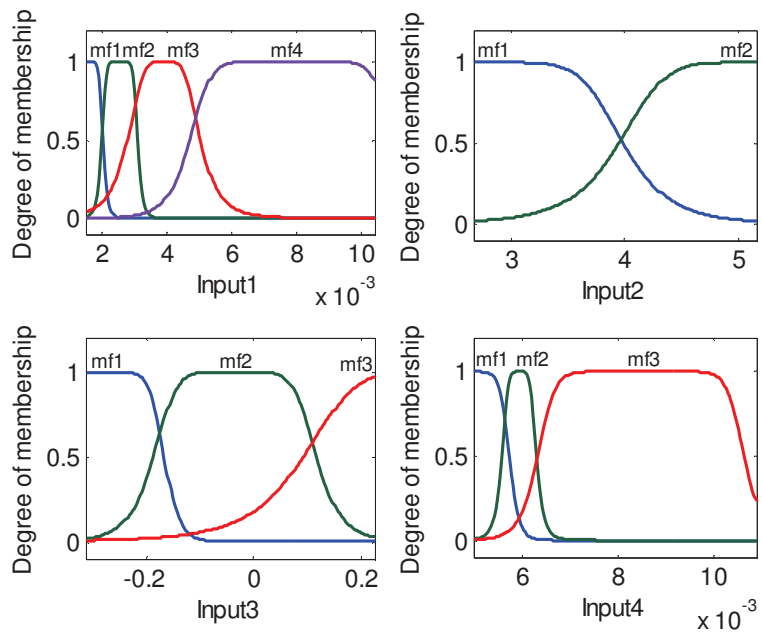 mf1 mf2 mf3 mf4
Degree of membership
1
0.5
0
2 4 6 8 10
Input1
x 10-3
mf1 mf2
Degree of membership
1
0.5
0
3 4 5
Input2
mf1 mf2 mf3
Degree of membership
1
0.5
0
-0.2 0 0.2
Input3
mf1 mf2 mf3
Degree of membership
1
0.5
0
6 8 10
Input4
x 10-3